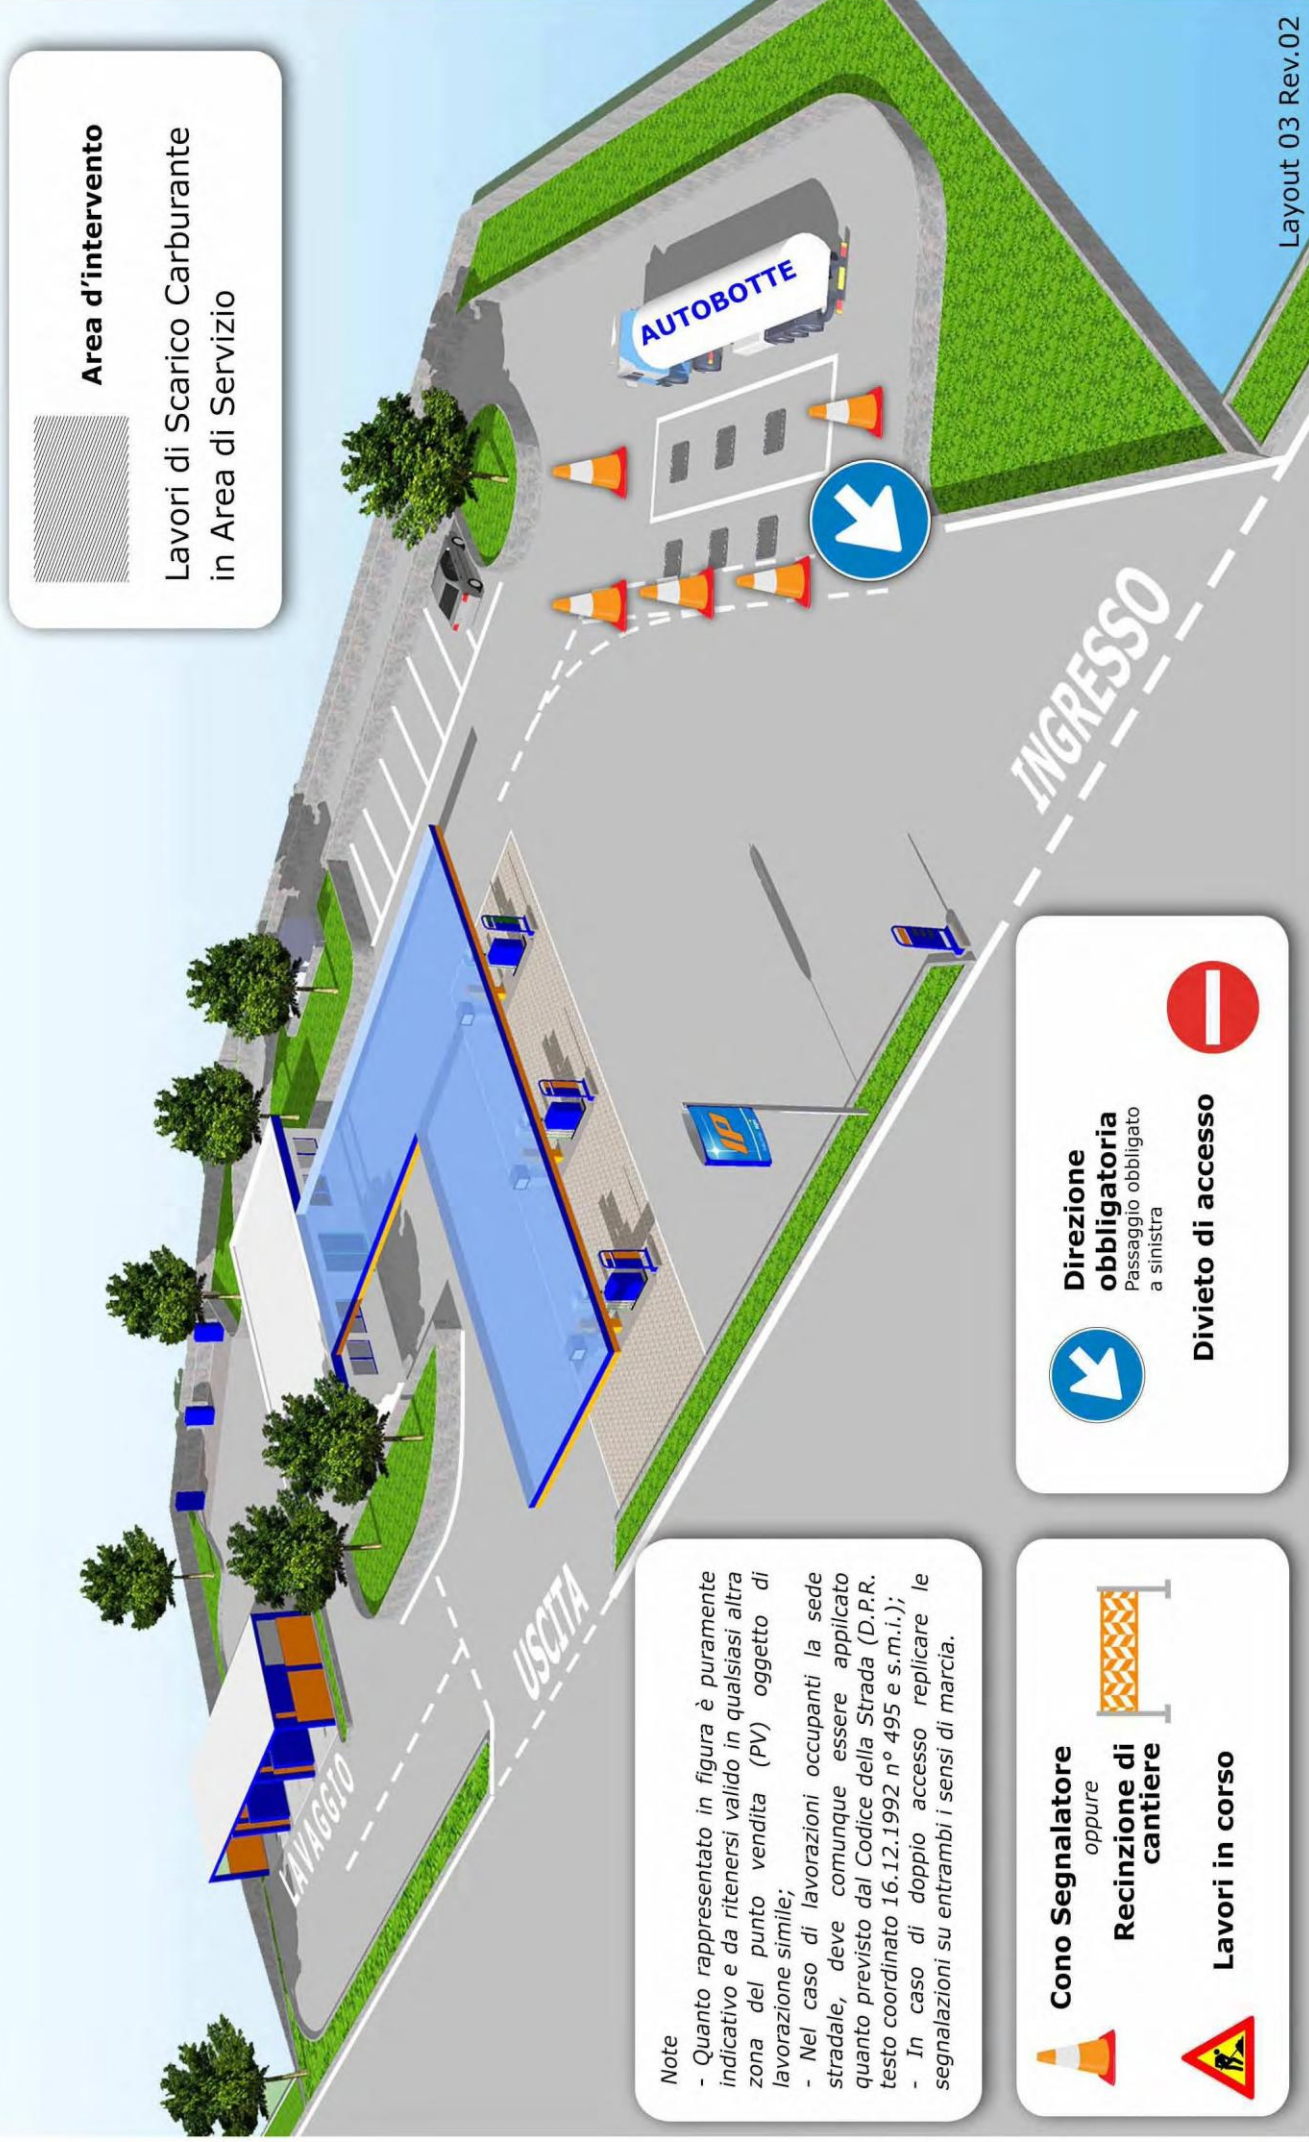 Area d'intervento
Lavori di Scarico Carburante
in Area di Servizio
AUTOBOTTE
INGRESSO
USCITA
LAVAGGIO
IP
Note
- Quanto rappresentato in figura è puramente
indicativo e da ritenersi valido in qualsiasi altra
zona del punto vendita (PV) oggetto di
lavorazione simile;
- Nel caso di lavorazioni occupanti la sede
stradale, deve comunque essere appilcato
quanto previsto dal Codice della Strada (D.P.R.
testo coordinato 16.12.1992 n° 495 e s.m.i.);
- In caso di doppio accesso replicare le
segnalazioni su entrambi i sensi di marcia.
Cono Segnalatore
oppure
Recinzione di
cantiere
Lavori in corso
Direzione
obbligatoria
Passaggio obbligato
a sinistra
Divieto di accesso
Layout 03 Rev.02